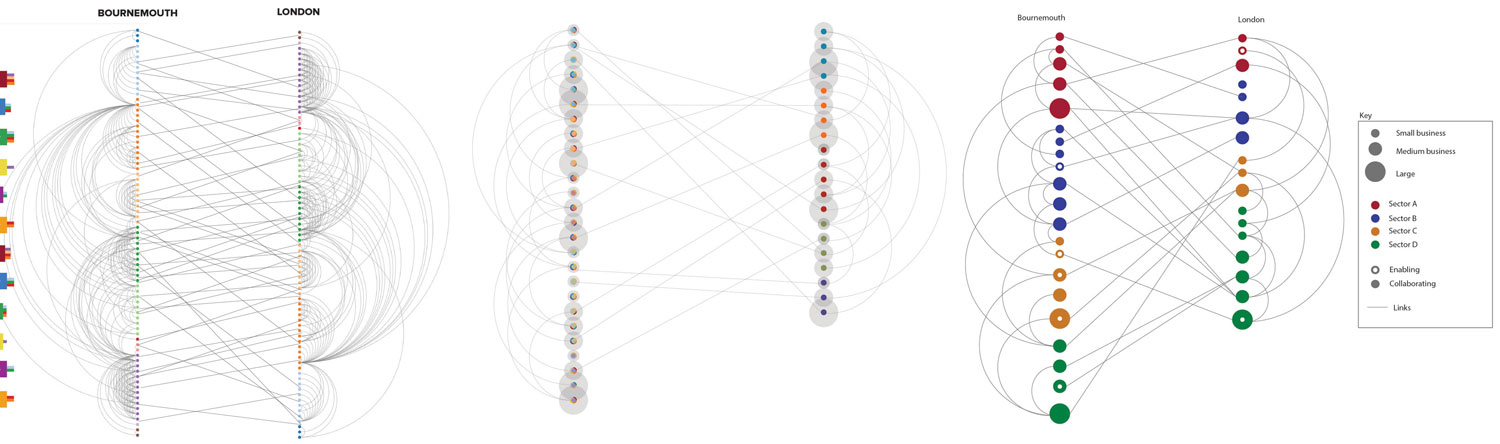 BOURNEMOUTH
LONDON
Bournemouth
London
Key
Small business
Medium business
Large
Sector A
Sector B
Sector C
Sector D
Enabling
Collaborating
Links